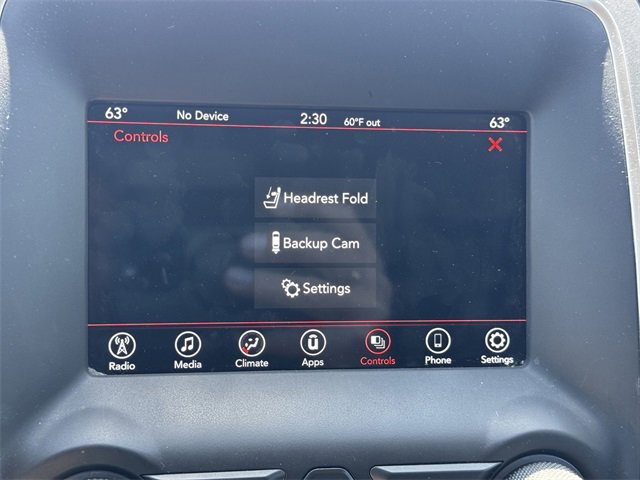 63° No Device 2:30 60°F out 63°
Controls
Headrest Fold
Backup Cam
Settings
Radio Media Climate Apps Controls Phone Settings